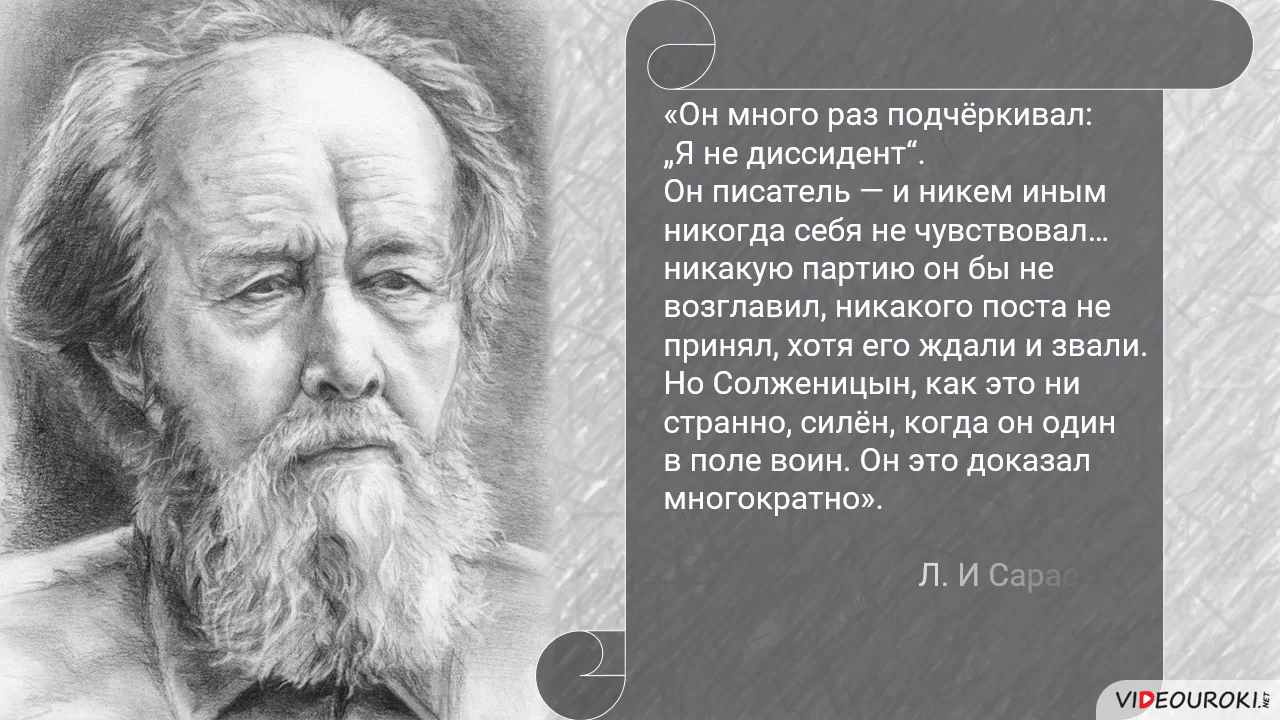 «Он много раз подчёркивал:
„Я не диссидент“.
Он писатель — и никем иным
никогда себя не чувствовал…
никакую партию он бы не
возглавил, никакого поста не
принял, хотя его ждали и звали.
Но Солженицын, как это ни
странно, силён, когда он один
в поле воин. Он это доказал
многократно».
Л. И
VIDEOUROKI.NET